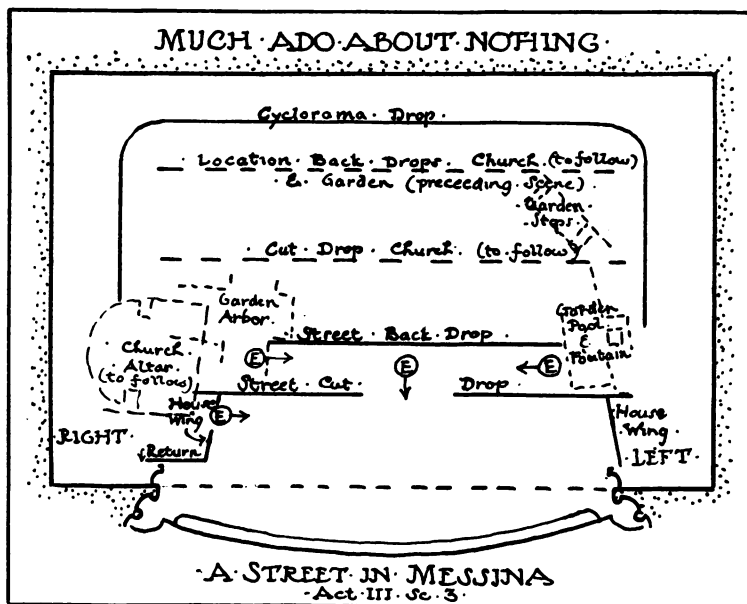 MUCH·ADO·ABOUT·NOTHING·
Cyclorama·Drop·
·Location·Back·Drops·Church·(to follow)
·&·Garden·(preceeding·Scene)·
·Garden·
·Steps·
·Cut·Drop·Church·(to·follow)
Garden
Arbor·
Garden
Pool
&
Fountain
·Street·Back·Drop·
Church·
Altar·
(to follow)
E
E
E
·Street·Cut·
Drop·
House
Wing
E
House
Wing·
·RIGHT·
·Return·
·LEFT·
·A·STREET·IN·MESSINA
·Act·III·Sc·3·